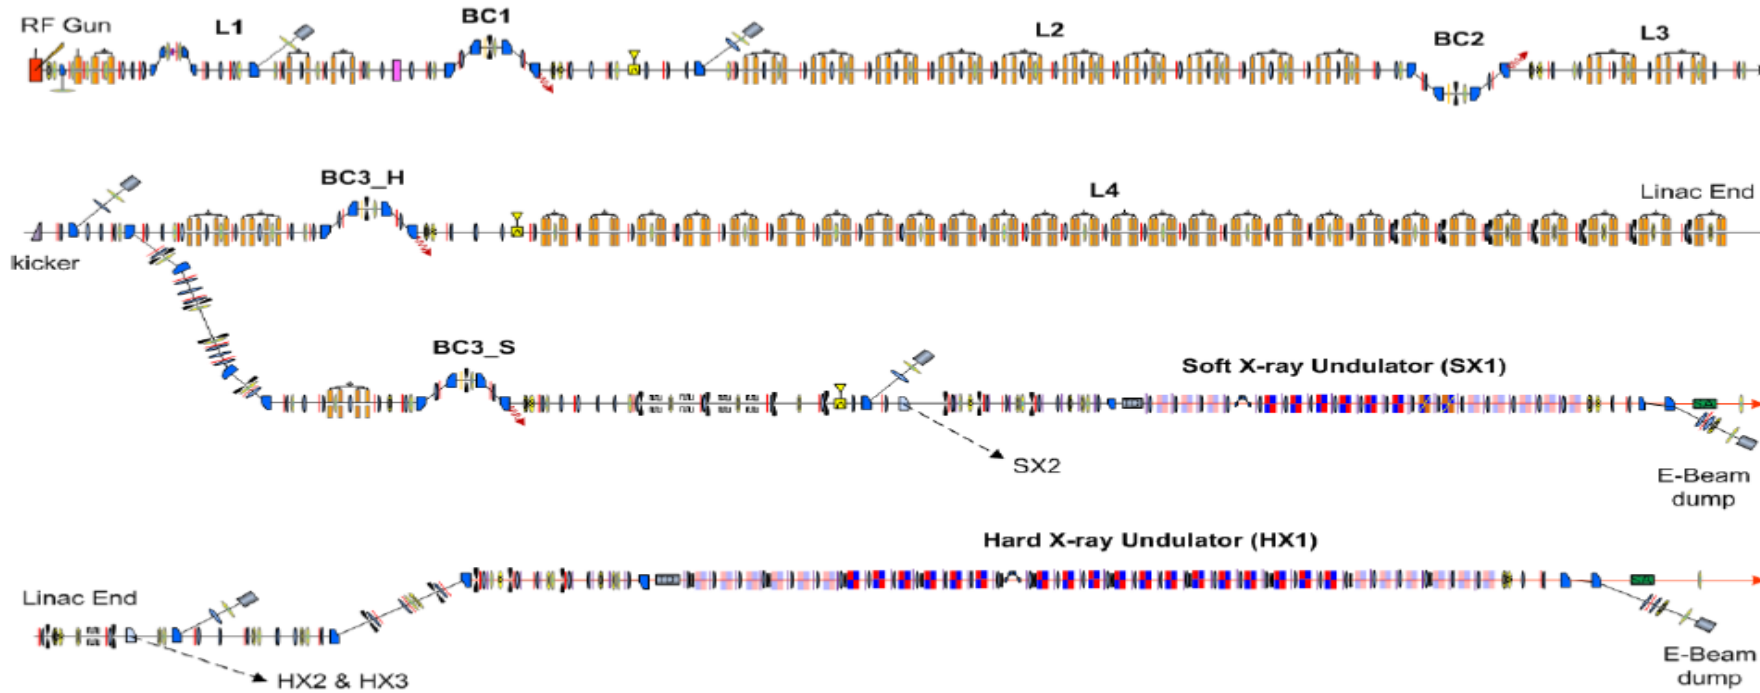 RF Gun
L1
BC1
L2
BC2
L3
kicker
BC3_H
L4
Linac End
BC3_S
Soft X-ray Undulator (SX1)
SX2
E-Beam
dump
Hard X-ray Undulator (HX1)
Linac End
HX2 & HX3
E-Beam
dump